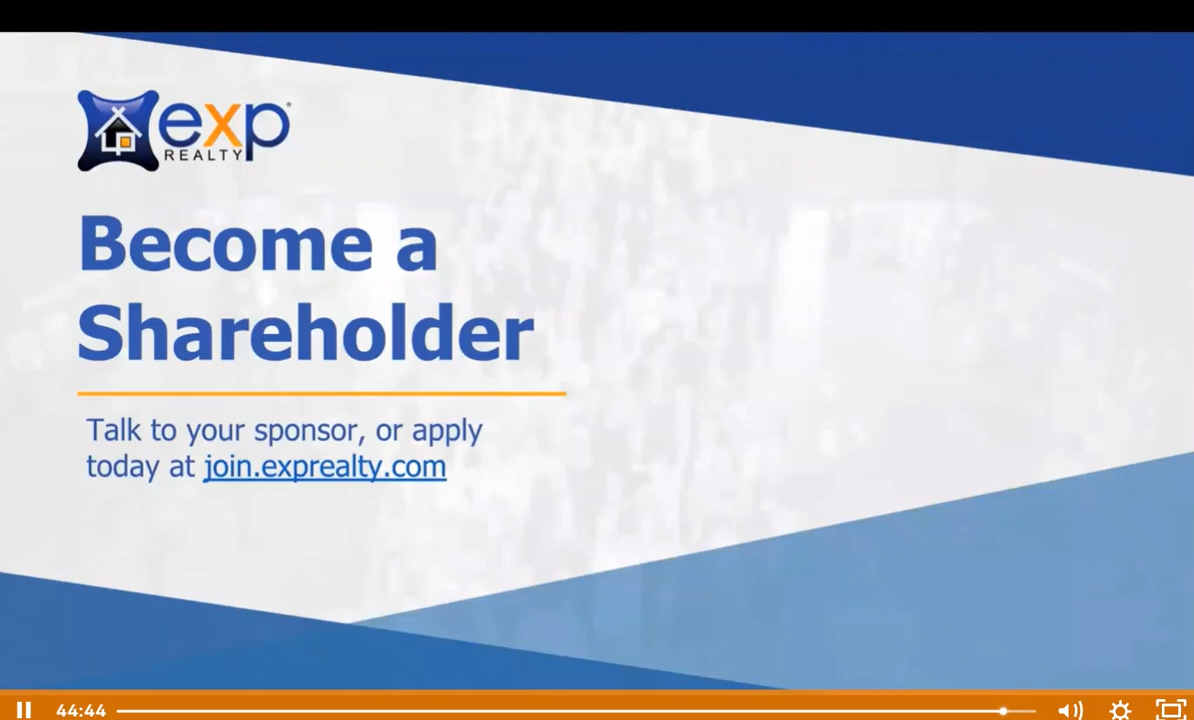 exp
REALTY
Become a
Shareholder
Talk to your sponsor, or apply
today at join.exprealty.com
44:44